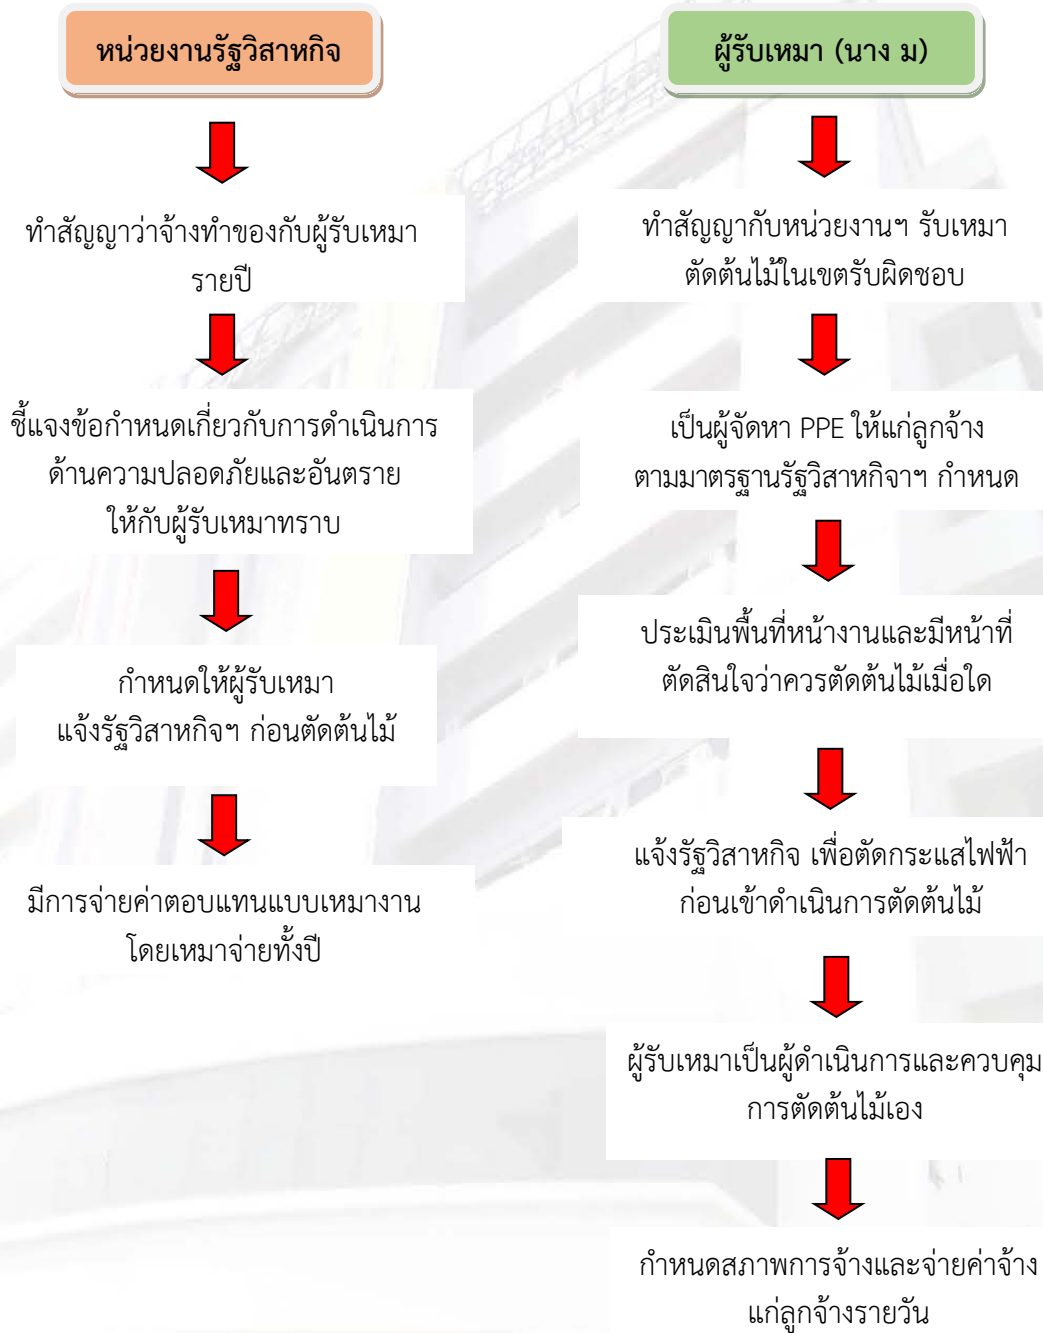 หน่วยงานรัฐวิสาหกิจ
ทำสัญญาว่าจ้างทำของกับผู้รับเหมา
รายปี
ชี้แจงข้อกำหนดเกี่ยวกับการดำเนินการ
ด้านความปลอดภัยและอันตราย
ให้กับผู้รับเหมาทราบ
กำหนดให้ผู้รับเหมา
แจ้งรัฐวิสาหกิจฯ ก่อนตัดต้นไม้
มีการจ่ายค่าตอบแทนแบบเหมางาน
โดยเหมาจ่ายทั้งปี
ผู้รับเหมา (นาง ม)
ทำสัญญากับหน่วยงานฯ รับเหมา
ตัดต้นไม้ในเขตรับผิดชอบ
เป็นผู้จัดหา PPE ให้แก่ลูกจ้าง
ตามมาตรฐานรัฐวิสาหกิจาฯ กำหนด
ประเมินพื้นที่หน้างานและมีหน้าที่
ตัดสินใจว่าควรตัดต้นไม้เมื่อใด
แจ้งรัฐวิสาหกิจ เพื่อตัดกระแสไฟฟ้า
ก่อนเข้าดำเนินการตัดต้นไม้
ผู้รับเหมาเป็นผู้ดำเนินการและควบคุม
การตัดต้นไม้เอง
กำหนดสภาพการจ้างและจ่ายค่าจ้าง
แก่ลูกจ้างรายวัน